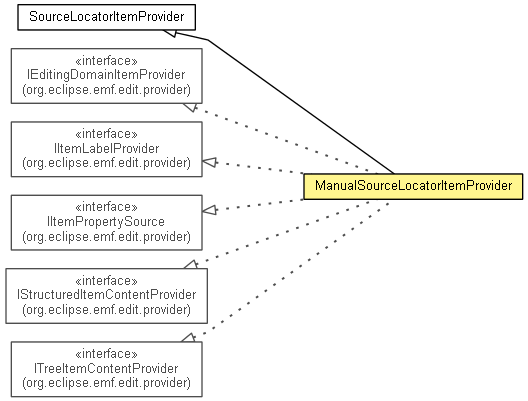 SourceLocatorItemProvider
«interface»
IEditingDomainItemProvider
(org.eclipse.emf.edit.provider)
«interface»
IItemLabelProvider
(org.eclipse.emf.edit.provider)
ManualSourceLocatorItemProvider
«interface»
IItemPropertySource
(org.eclipse.emf.edit.provider)
«interface»
IStructuredItemContentProvider
(org.eclipse.emf.edit.provider)
«interface»
ITreeItemContentProvider
(org.eclipse.emf.edit.provider)